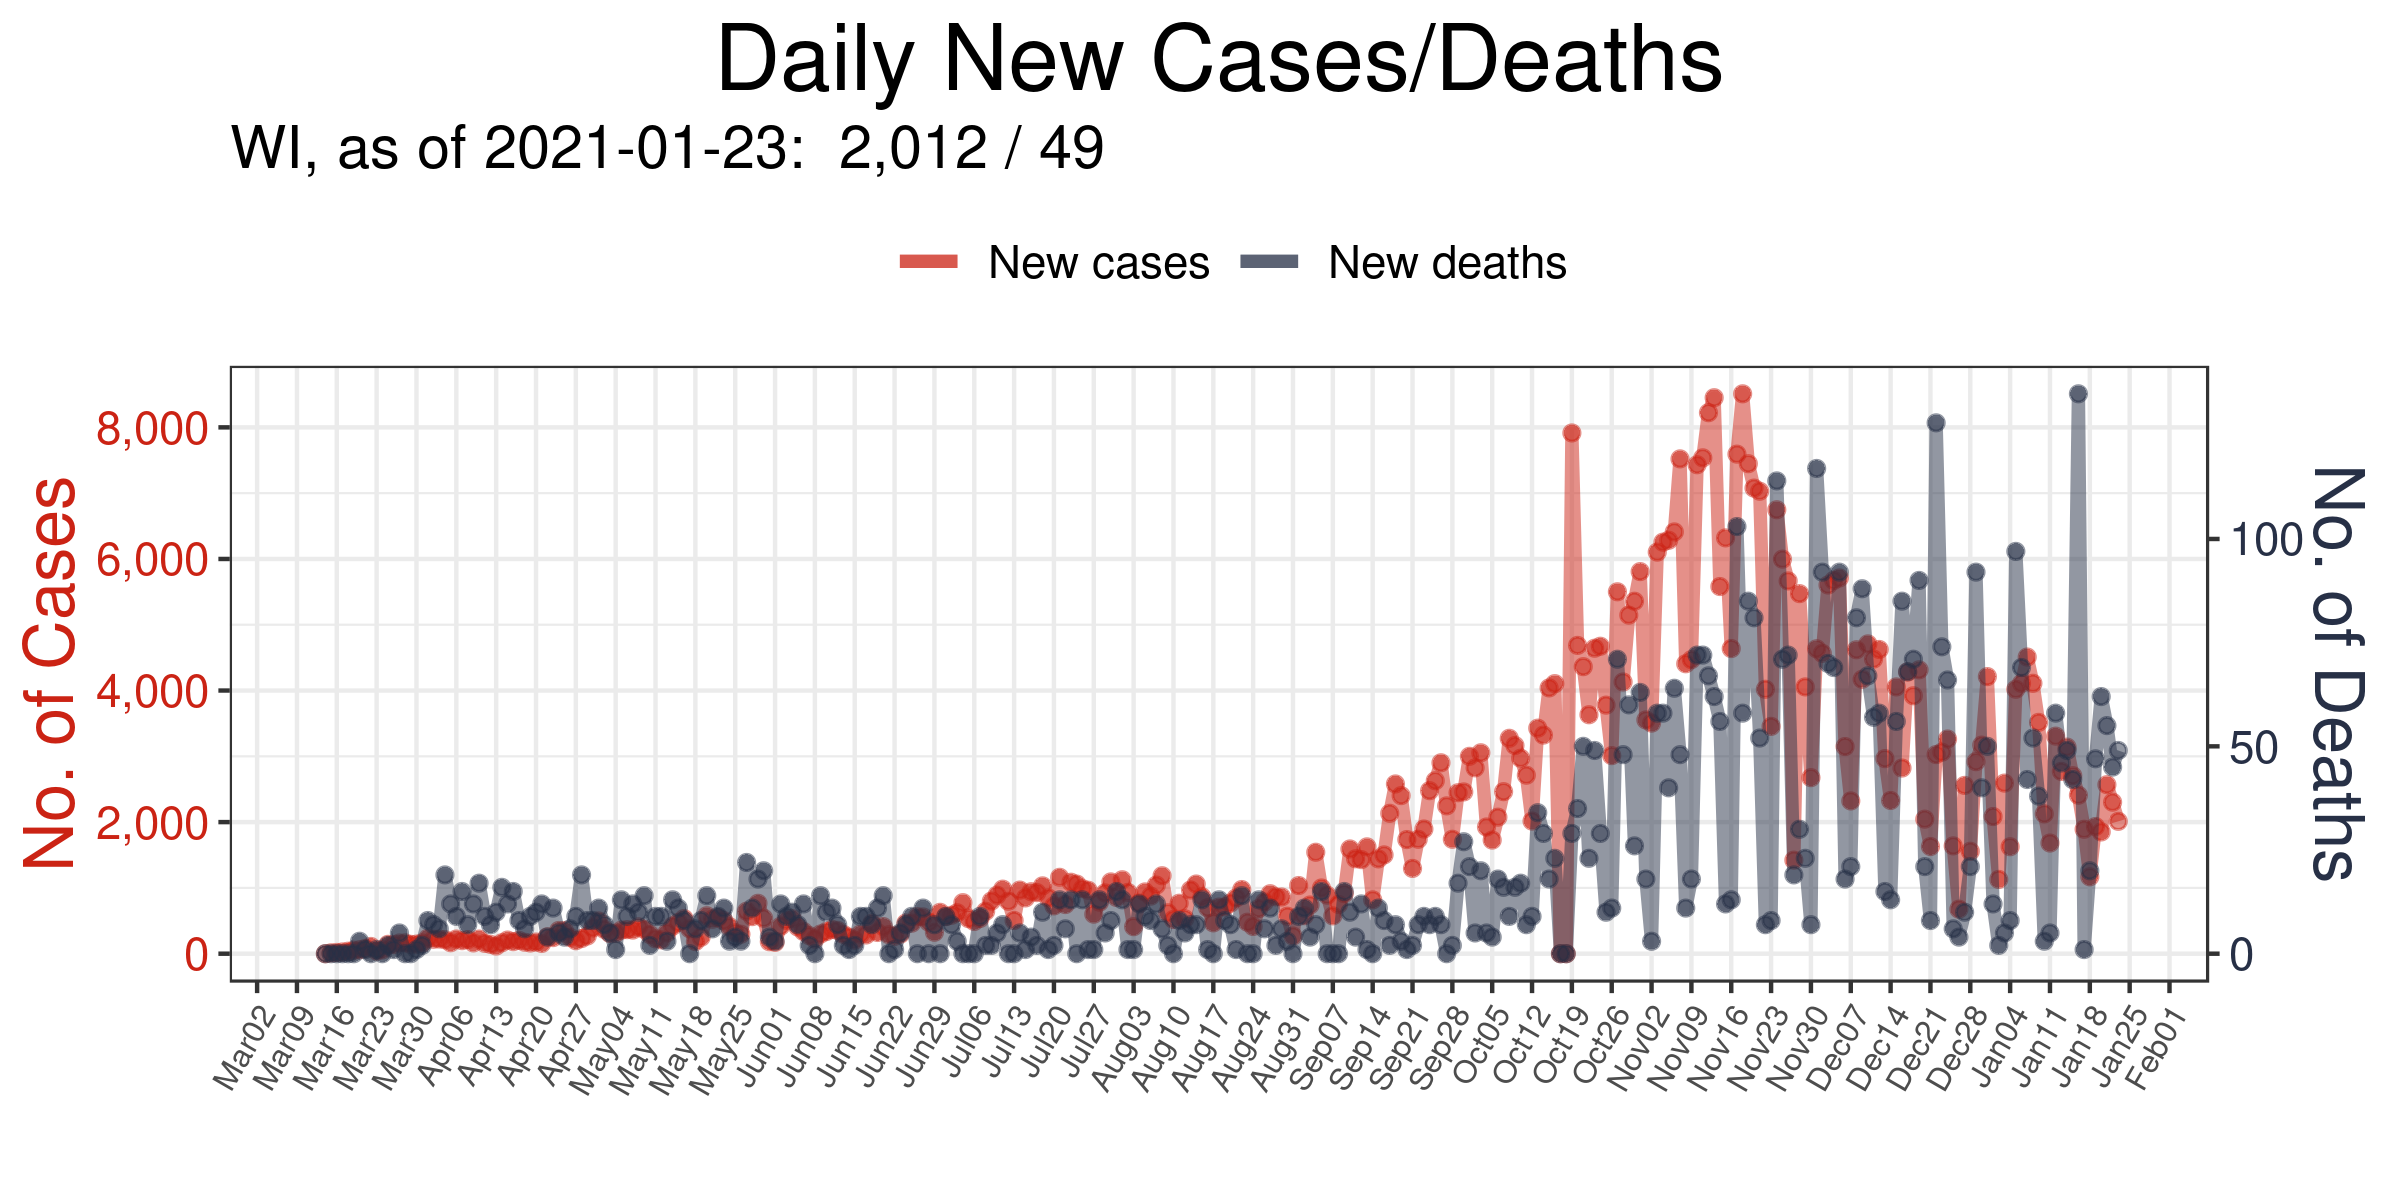 Daily New Cases/Deaths
WI, as of 2021-01-23:  2,012 / 49
New cases
New deaths
No. of Cases
8,000
6,000
4,000
2,000
0
No. of Deaths
100
50
0
Mar02
Mar09
Mar16
Mar23
Mar30
Apr06
Apr13
Apr20
Apr27
May04
May11
May18
May25
Jun01
Jun08
Jun15
Jun22
Jun29
Jul06
Jul13
Jul20
Jul27
Aug03
Aug10
Aug17
Aug24
Aug31
Sep07
Sep14
Sep21
Sep28
Oct05
Oct12
Oct19
Oct26
Nov02
Nov09
Nov16
Nov23
Nov30
Dec07
Dec14
Dec21
Dec28
Jan04
Jan11
Jan18
Jan25
Feb01